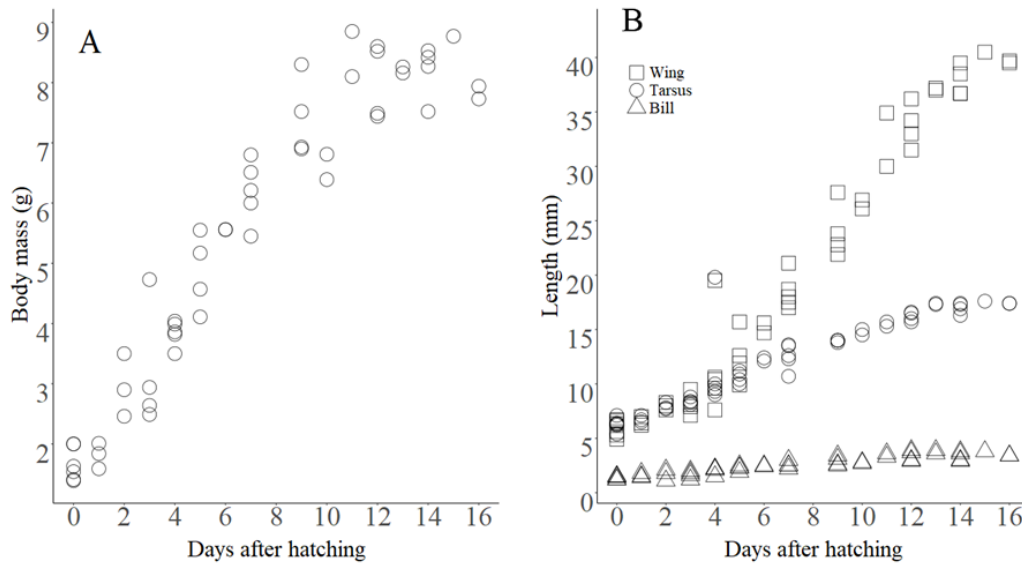 A
Body mass (g)
9
8
7
6
5
4
3
2
0 2 4 6 8 10 12 14 16
Days after hatching
B
Wing
Tarsus
Bill
Length (mm)
40
35
30
25
20
15
10
5
0
0 2 4 6 8 10 12 14 16
Days after hatching